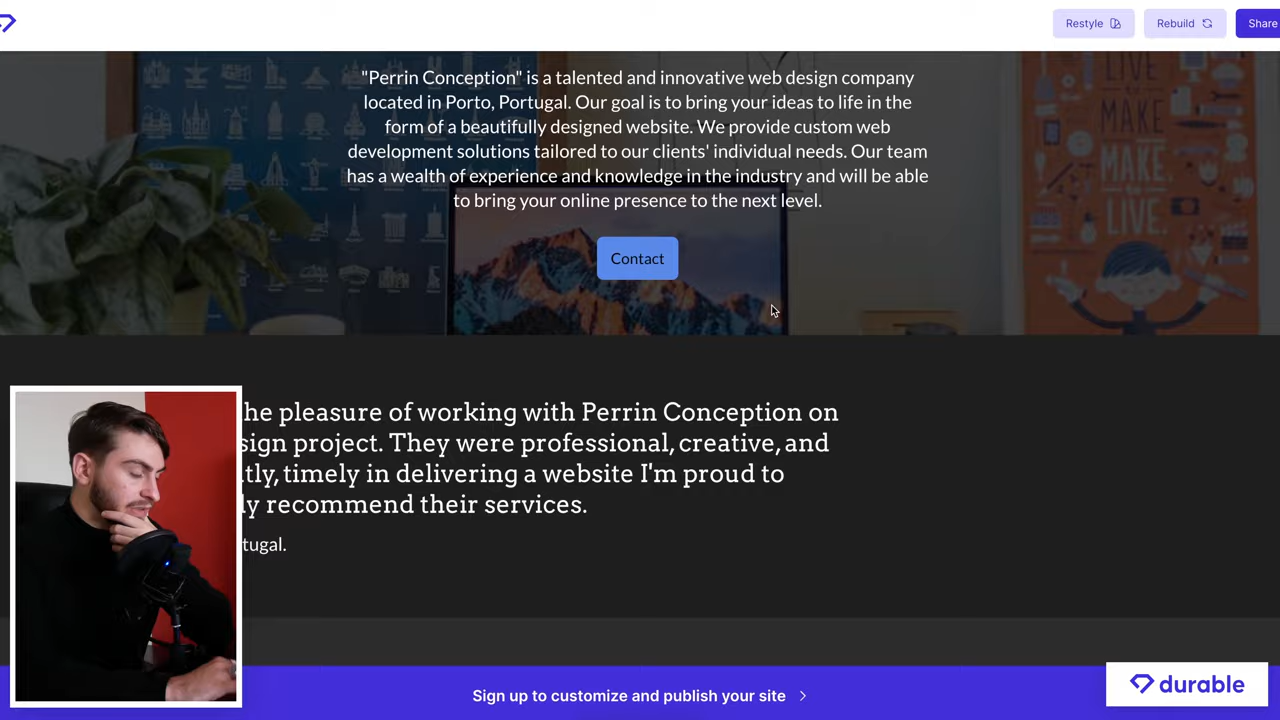 Restyle
Rebuild
Share
"Perrin Conception" is a talented and innovative web design company
located in Porto, Portugal. Our goal is to bring your ideas to life in the
form of a beautifully designed website. We provide custom web
development solutions tailored to our clients' individual needs. Our team
has a wealth of experience and knowledge in the industry and will be able
to bring your online presence to the next level.
Contact
LIVE
TO
MAKE
MAKE
LIVE.
he pleasure of working with Perrin Conception on
sign project. They were professional, creative, and
tly, timely in delivering a website I'm proud to
ly recommend their services.
tugal.
Sign up to customize and publish your site
durable